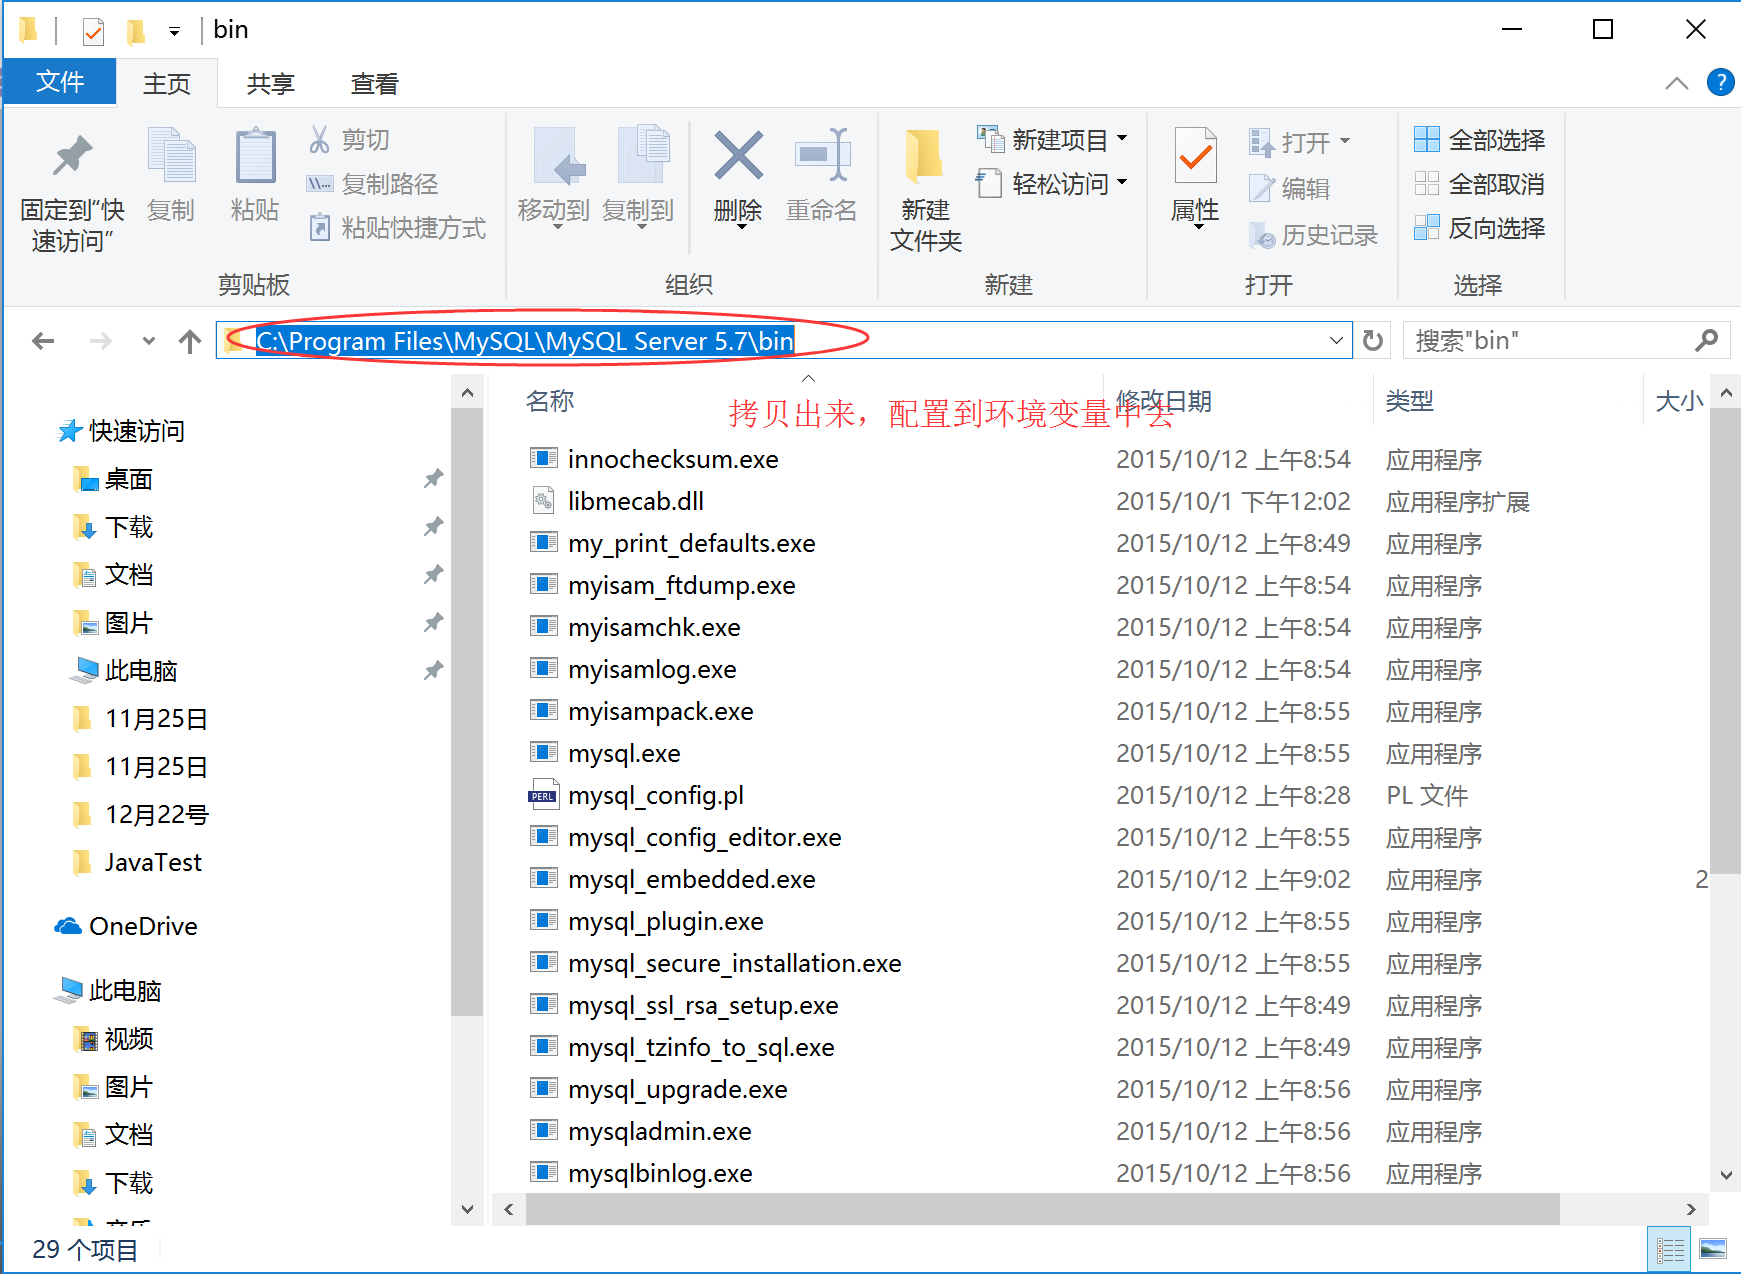 bin
文件 主页 共享 查看
固定到“快速访问”
复制
粘贴
剪切
复制路径
粘贴快捷方式
剪贴板
移动到
复制到
删除
重命名
组织
新建
文件夹
新建项目
轻松访问
新建
属性
打开
编辑
历史记录
打开
全部选择
全部取消
反向选择
选择
C:\Program Files\MySQL\MySQL Server 5.7\bin
搜索"bin"
快速访问
桌面
下载
文档
图片
此电脑
11月25日
11月25日
12月22号
JavaTest
OneDrive
此电脑
视频
图片
文档
下载
音乐
名称 修改日期 类型 大小
拷贝出来，配置到环境变量中去
innochecksum.exe 2015/10/12 上午8:54 应用程序
libmecab.dll 2015/10/1 下午12:02 应用程序扩展
my_print_defaults.exe 2015/10/12 上午8:49 应用程序
myisam_ftdump.exe 2015/10/12 上午8:54 应用程序
myisamchk.exe 2015/10/12 上午8:54 应用程序
myisamlog.exe 2015/10/12 上午8:54 应用程序
myisampack.exe 2015/10/12 上午8:55 应用程序
mysql.exe 2015/10/12 上午8:55 应用程序
mysql_config.pl 2015/10/12 上午8:28 PL 文件
mysql_config_editor.exe 2015/10/12 上午8:55 应用程序
mysql_embedded.exe 2015/10/12 上午9:02 应用程序 2
mysql_plugin.exe 2015/10/12 上午8:55 应用程序
mysql_secure_installation.exe 2015/10/12 上午8:55 应用程序
mysql_ssl_rsa_setup.exe 2015/10/12 上午8:49 应用程序
mysql_tzinfo_to_sql.exe 2015/10/12 上午8:49 应用程序
mysql_upgrade.exe 2015/10/12 上午8:56 应用程序
mysqladmin.exe 2015/10/12 上午8:56 应用程序
mysqlbinlog.exe 2015/10/12 上午8:56 应用程序
29 个项目